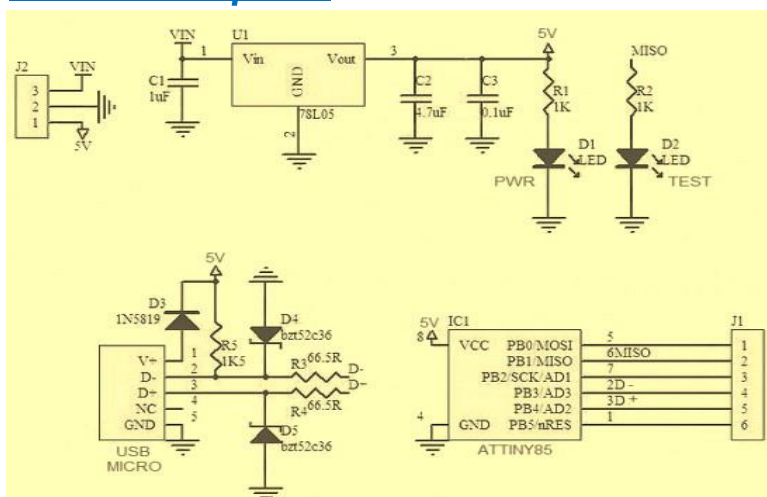 J2
VIN
3
2
1
5V
VIN
1
U1
Vin
Vout
GND
78L05
2
3
C1
1uF
C2
4.7uF
C3
0.1uF
5V
R1
1K
D1
LED
PWR
MISO
R2
1K
D2
LED
TEST
5V
D3
1N5819
R5
1K5
D4
bzt52c36
R3
66.5R
D-
R4
66.5R
D5
bzt52c36
V+
1
D-
2
D+
3
NC
4
GND
5
USB
MICRO
5V
8
IC1
VCC
PB0/MOSI
5
PB1/MISO
6MISO
PB2/SCK/AD1
7
PB3/AD3
2D -
PB4/AD2
3D +
4
GND
PB5/nRES
1
ATTINY85
J1
1
2
3
4
5
6